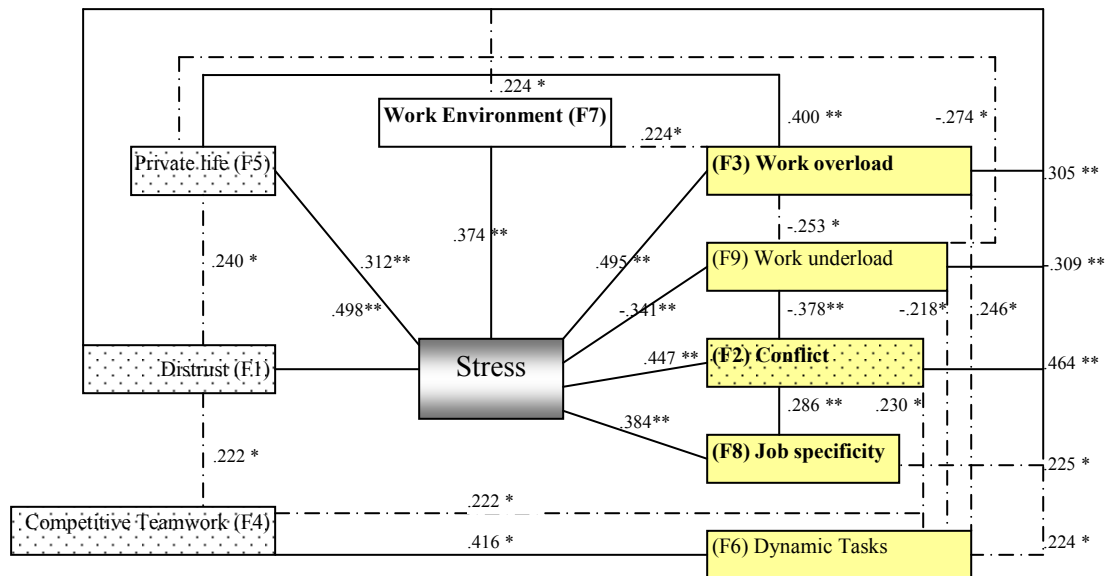 .224 *
Work Environment (F7)
.400 **
-.274 *
.224*
Private life (F5)
(F3) Work overload
.305 **
.374 **
-.253 *
.240 *
.312**
.495 **
(F9) Work underload
-.309 **
.498**
-.341**
-.378**
-.218*
.246*
Stress
.447 **
(F2) Conflict
.464 **
Distrust (F1)
.384**
.286 **
.230 *
(F8) Job specificity
.222 *
.225 *
.222 *
Competitive Teamwork (F4)
.416 *
(F6) Dynamic Tasks
.224 *